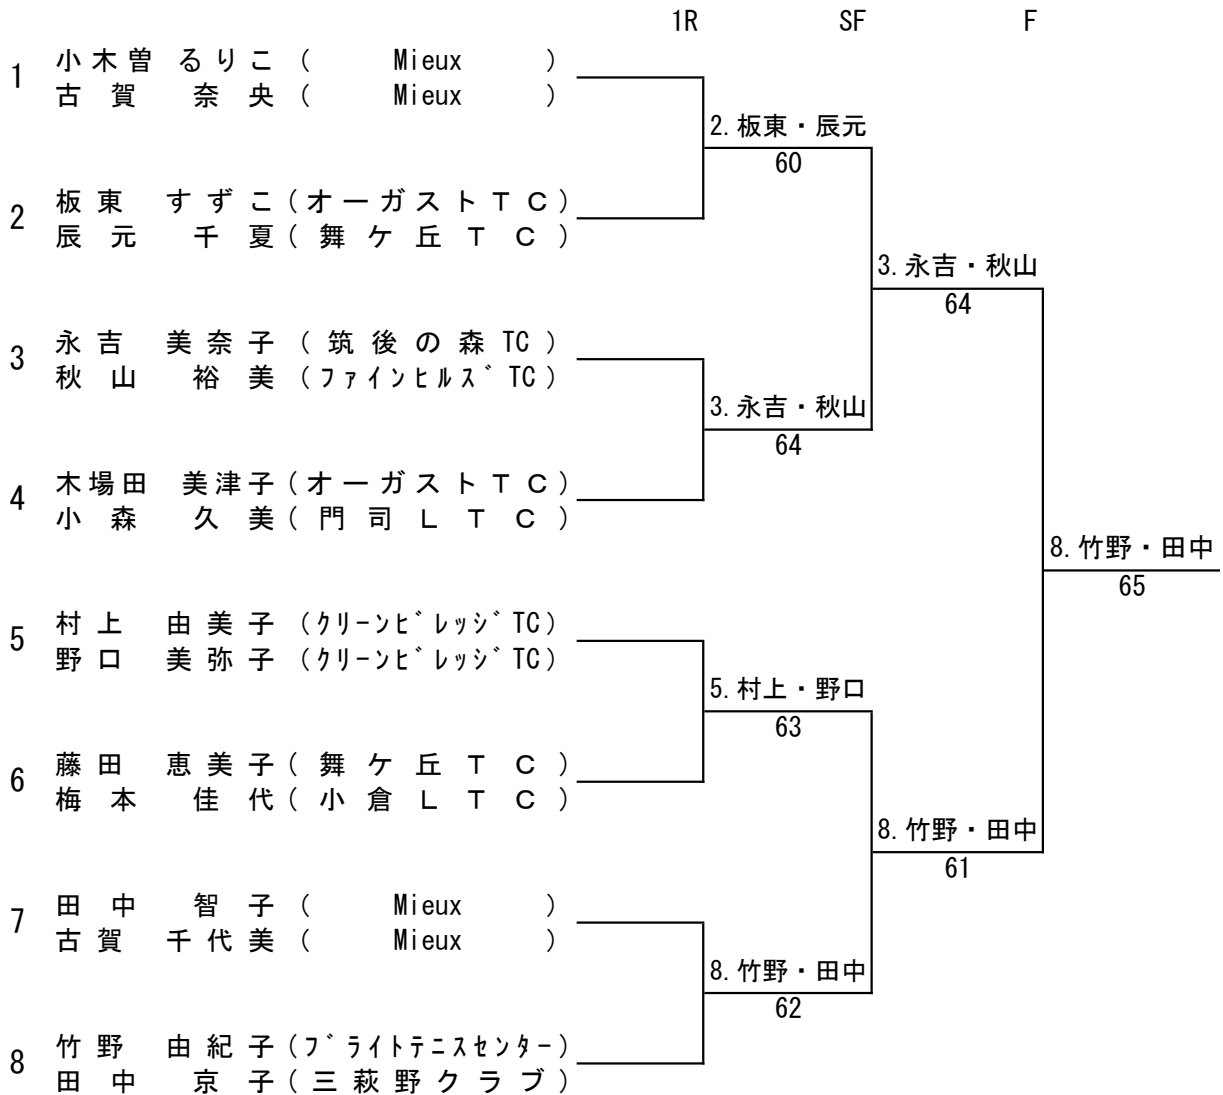 1R SF F
1 小木曽 るりこ ( Mieux )
古賀 奈央 ( Mieux )
2. 板東・辰元
60
2 板東 すずこ (オーガストTC)
辰元 千夏 (舞ケ丘TC)
3. 永吉・秋山
64
3 永吉 美奈子 (筑後の森TC)
秋山 裕美 (ファインヒルズTC)
3. 永吉・秋山
64
4 木場田 美津子 (オーガストTC)
小森 久美 (門司LTC)
8. 竹野・田中
65
5 村上 由美子 (クリーンビレッジTC)
野口 美弥子 (クリーンビレッジTC)
5. 村上・野口
63
6 藤田 恵美子 (舞ケ丘TC)
梅本 佳代 (小倉LTC)
8. 竹野・田中
61
7 田中 智子 ( Mieux )
古賀 千代美 ( Mieux )
8. 竹野・田中
62
8 竹野 由紀子 (ブライトテニスセンター)
田中 京子 (三萩野クラブ)